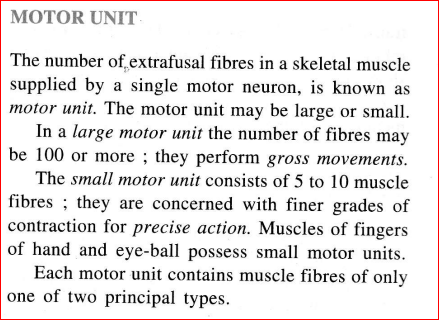 MOTOR UNIT
The number of extrafusal fibres in a skeletal muscle
supplied by a single motor neuron, is known as
motor unit. The motor unit may be large or small.
In a large motor unit the number of fibres may
be 100 or more ; they perform gross movements.
The small motor unit consists of 5 to 10 muscle
fibres ; they are concerned with finer grades of
contraction for precise action. Muscles of fingers
of hand and eye-ball possess small motor units.
Each motor unit contains muscle fibres of only
one of two principal types.